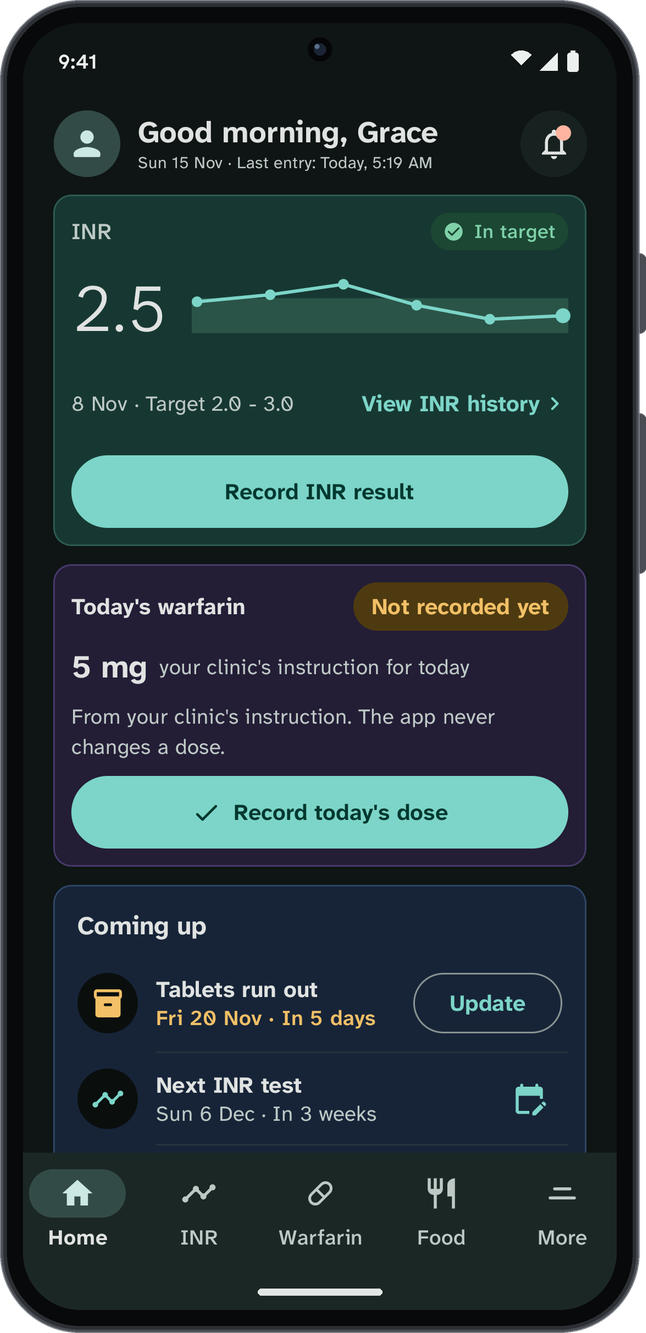 9:41
Good morning, Grace
Sun 15 Nov · Last entry: Today, 5:19 AM
INR
In target
2.5
8 Nov · Target 2.0 - 3.0
View INR history
Record INR result
Today's warfarin
Not recorded yet
5 mg your clinic's instruction for today
From your clinic's instruction. The app never
changes a dose.
Record today's dose
Coming up
Tablets run out
Fri 20 Nov · In 5 days
Update
Next INR test
Sun 6 Dec · In 3 weeks
Home
INR
Warfarin
Food
More